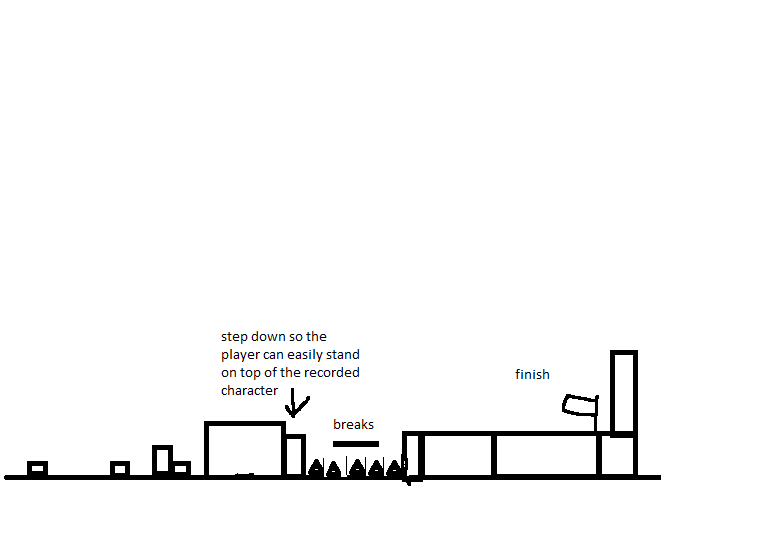 step down so the
player can easily stand
on top of the recorded
character
breaks
finish